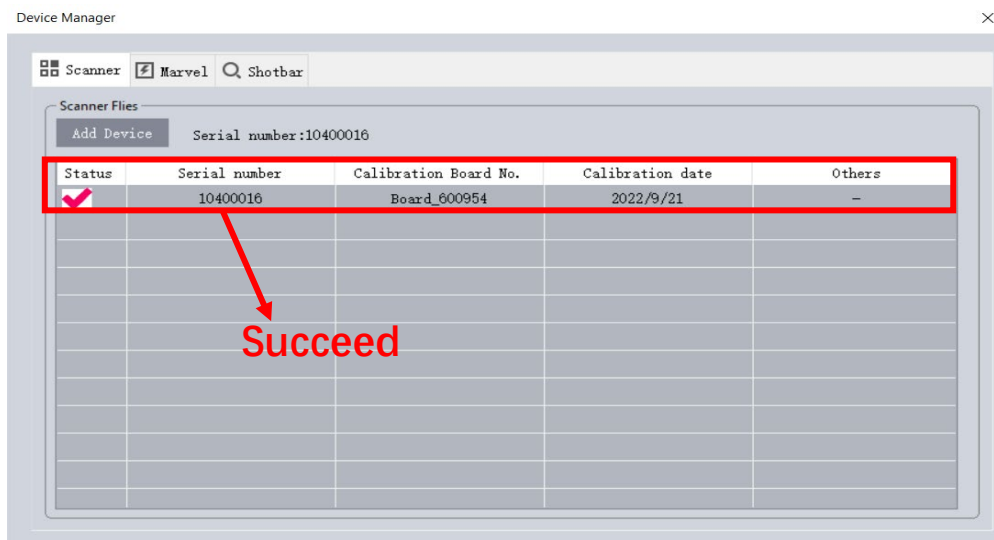 Device Manager
Scanner Marvel Shotbar
Scanner Flies
Add Device Serial number:10400016
Status Serial number Calibration Board No. Calibration date Others
10400016 Board_600954 2022/9/21 —
Succeed